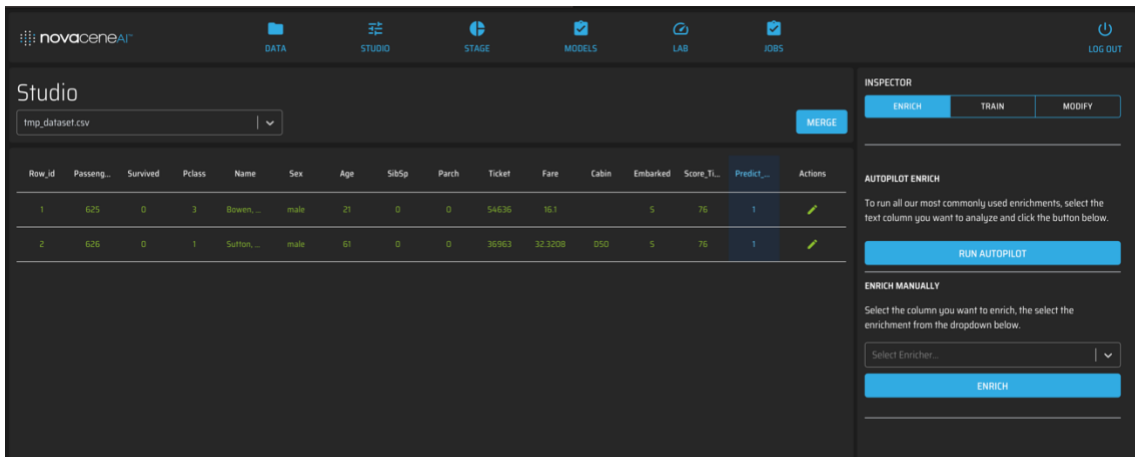 novaceneAI™
DATA STUDIO STAGE MODELS LAB JOBS LOG OUT
Studio
tmp_dataset.csv
MERGE
Row_id Passeng... Survived Pclass Name Sex Age SibSp Parch Ticket Fare Cabin Embarked Score_Ti... Predict_... Actions
1 625 0 3 Bowen, ... male 21 0 0 54636 16.1 S 76 1
2 626 0 1 Sutton, ... male 61 0 0 36963 32.3208 D50 S 76 1
INSPECTOR
ENRICH TRAIN MODIFY
AUTOPILOT ENRICH
To run all our most commonly used enrichments, select the
text column you want to analyze and click the button below.
RUN AUTOPILOT
ENRICH MANUALLY
Select the column you want to enrich, the select the
enrichment from the dropdown below.
Select Enricher...
ENRICH